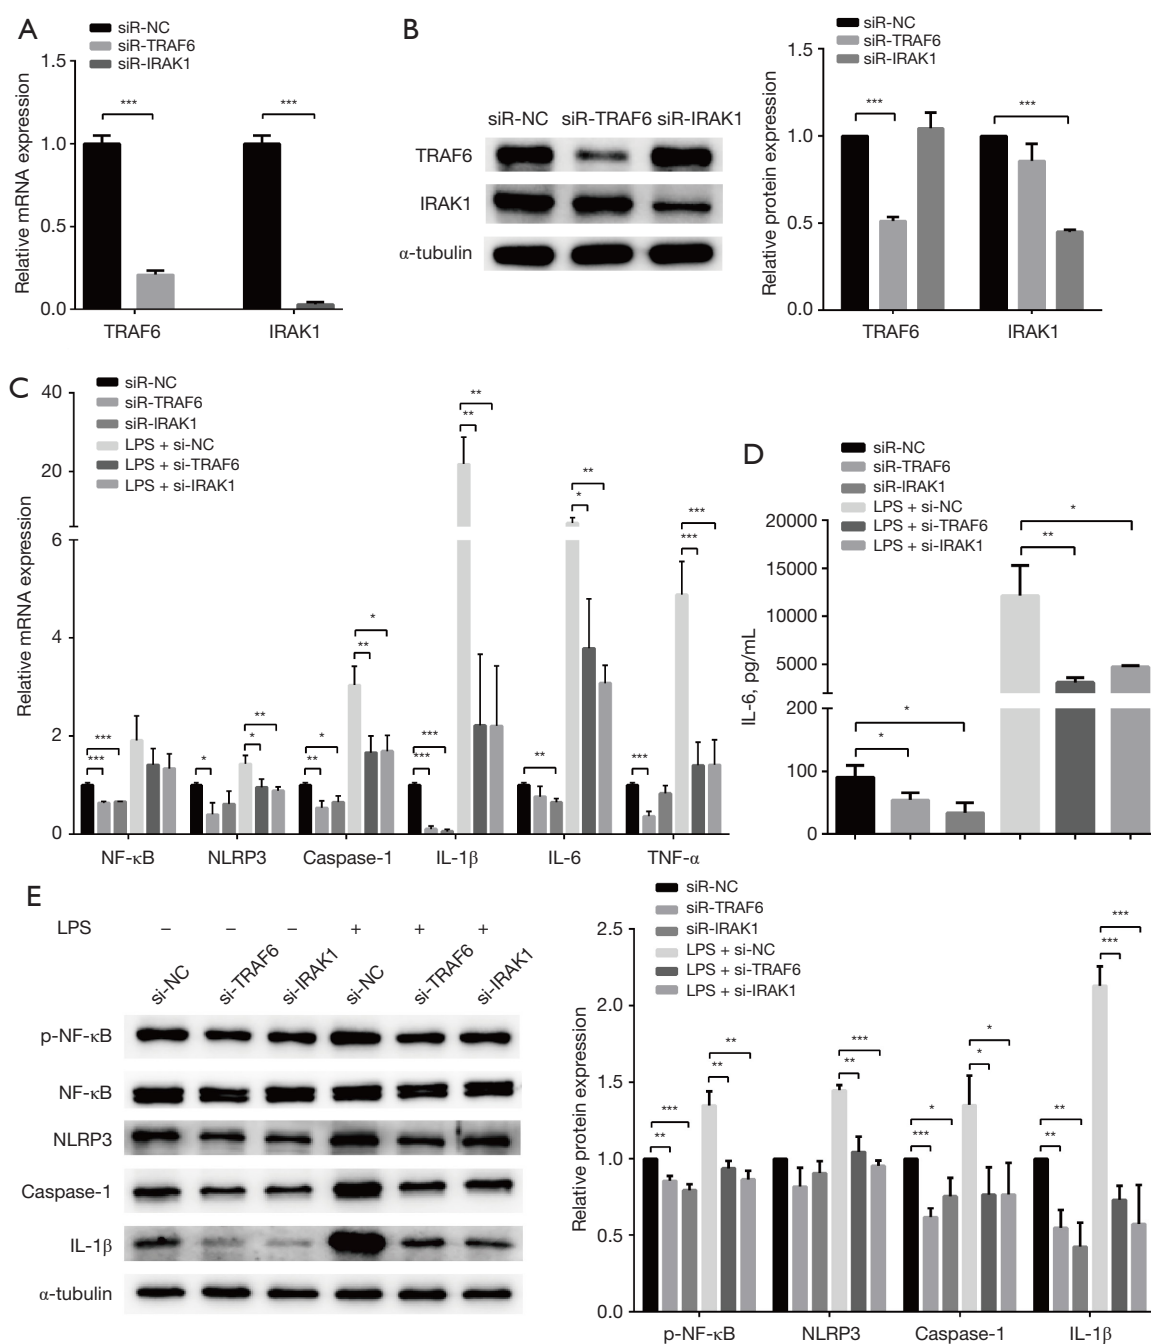 A
siR-NC
siR-TRAF6
siR-IRAK1
Relative mRNA expression
1.5
1.0
0.5
0.0
***
***
TRAF6
IRAK1
B
siR-NC siR-TRAF6 siR-IRAK1
TRAF6
IRAK1
α-tubulin
siR-NC
siR-TRAF6
siR-IRAK1
Relative protein expression
1.5
1.0
0.5
0.0
***
***
TRAF6
IRAK1
C
siR-NC
siR-TRAF6
siR-IRAK1
LPS + si-NC
LPS + si-TRAF6
LPS + si-IRAK1
Relative mRNA expression
40
20
6
4
2
0
***
***
*
**
*
**
*
**
*
***
***
**
**
**
**
*
***
***
***
NF-κB
NLRP3
Caspase-1
IL-1β
IL-6
TNF-α
D
siR-NC
siR-TRAF6
siR-IRAK1
LPS + si-NC
LPS + si-TRAF6
LPS + si-IRAK1
IL-6, pg/mL
20000
15000
10000
5000
0
200
100
0
*
*
*
**
E
LPS – – – + + +
si-NC si-TRAF6 si-IRAK1 si-NC si-TRAF6 si-IRAK1
p-NF-κB
NF-κB
NLRP3
Caspase-1
IL-1β
α-tubulin
siR-NC
siR-TRAF6
siR-IRAK1
LPS + si-NC
LPS + si-TRAF6
LPS + si-IRAK1
Relative protein expression
2.5
2.0
1.5
1.0
0.5
0.0
***
**
**
**
***
**
*
***
*
*
**
**
***
***
p-NF-κB
NLRP3
Caspase-1
IL-1β